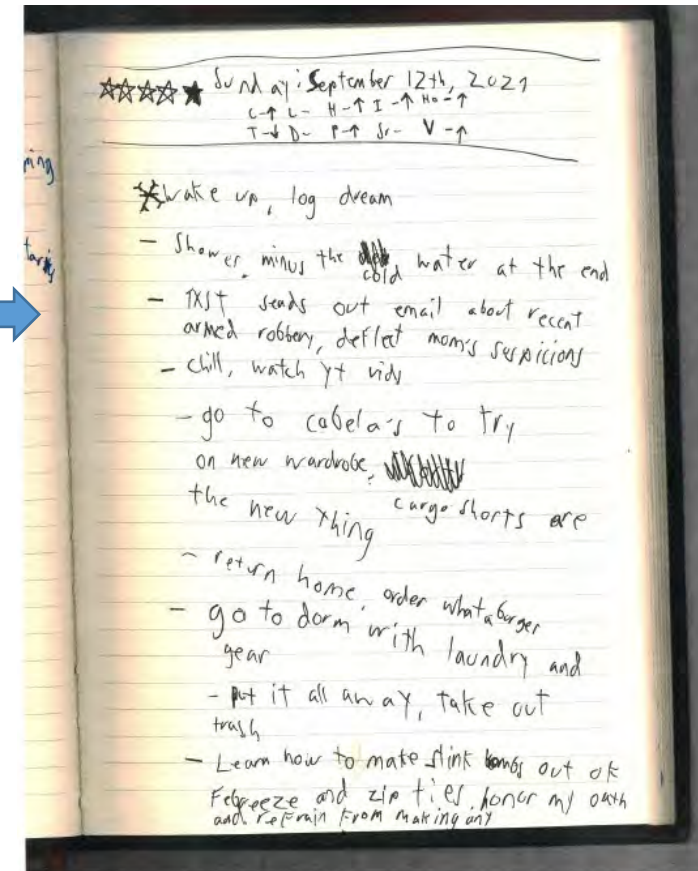 Sunday: September 12th, 2021
C-↑ L- H-↑ I-↑ Ho-↑
T-↓ D- P-↑ Sr- V-↑
wake up, log dream
- Shower, minus the cold water at the end
- TXST sends out email about recent
armed robbery, deflect mom's suspicions
- chill, watch yt vids
- go to cabela's to try
on new wardrobe,
the new thing cargo shorts are
- return home, order whataburger
- go to dorm with laundry and
gear
- put it all away, take out
trash
- Learn how to make stink bombs out of
Febreeze and zip ties, honor my oath
and refrain from making any